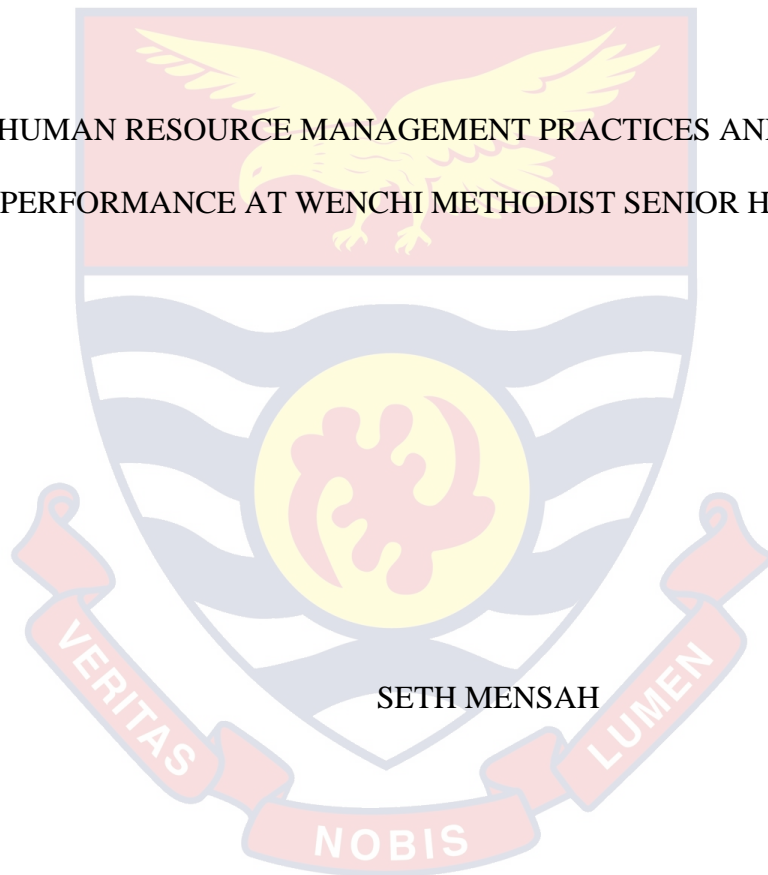 HUMAN RESOURCE MANAGEMENT PRACTICES AN
PERFORMANCE AT WENCHI METHODIST SENIOR H
SETH MENSAH
VERITAS
NOBIS
LUMEN